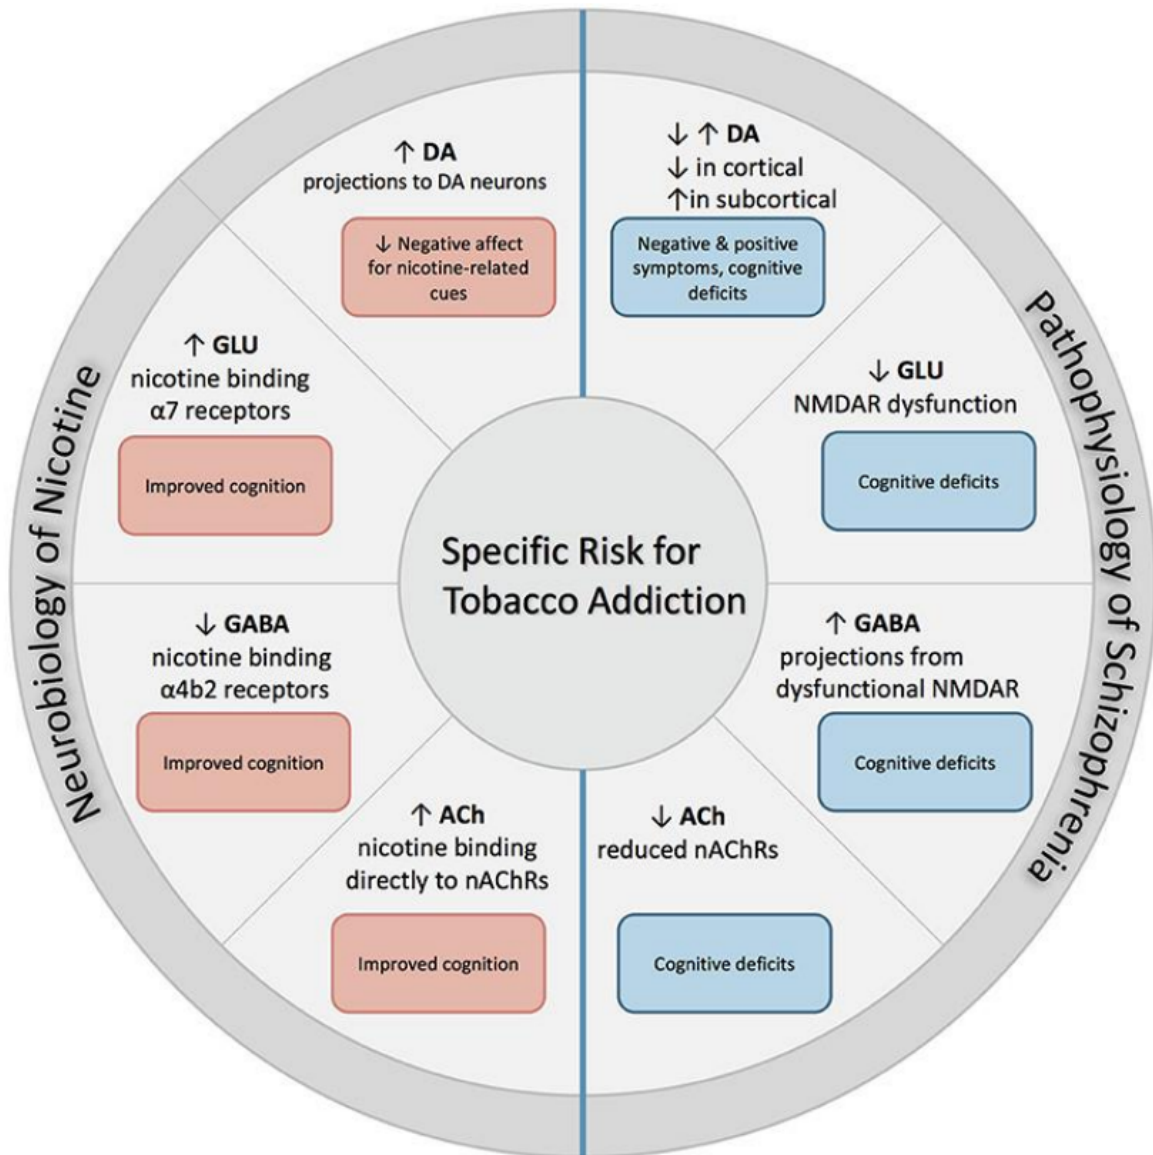 Neurobiology of Nicotine
↑ DA
projections to DA neurons
↓ Negative affect
for nicotine-related
cues
↑ GLU
nicotine binding
α7 receptors
Improved cognition
↓ GABA
nicotine binding
α4b2 receptors
Improved cognition
↑ ACh
nicotine binding
directly to nAChRs
Improved cognition
Specific Risk for
Tobacco Addiction
Pathophysiology of Schizophrenia
↓ ↑ DA
↓ in cortical
↑in subcortical
Negative & positive
symptoms, cognitive
deficits
↓ GLU
NMDAR dysfunction
Cognitive deficits
↑ GABA
projections from
dysfunctional NMDAR
Cognitive deficits
↓ ACh
reduced nAChRs
Cognitive deficits